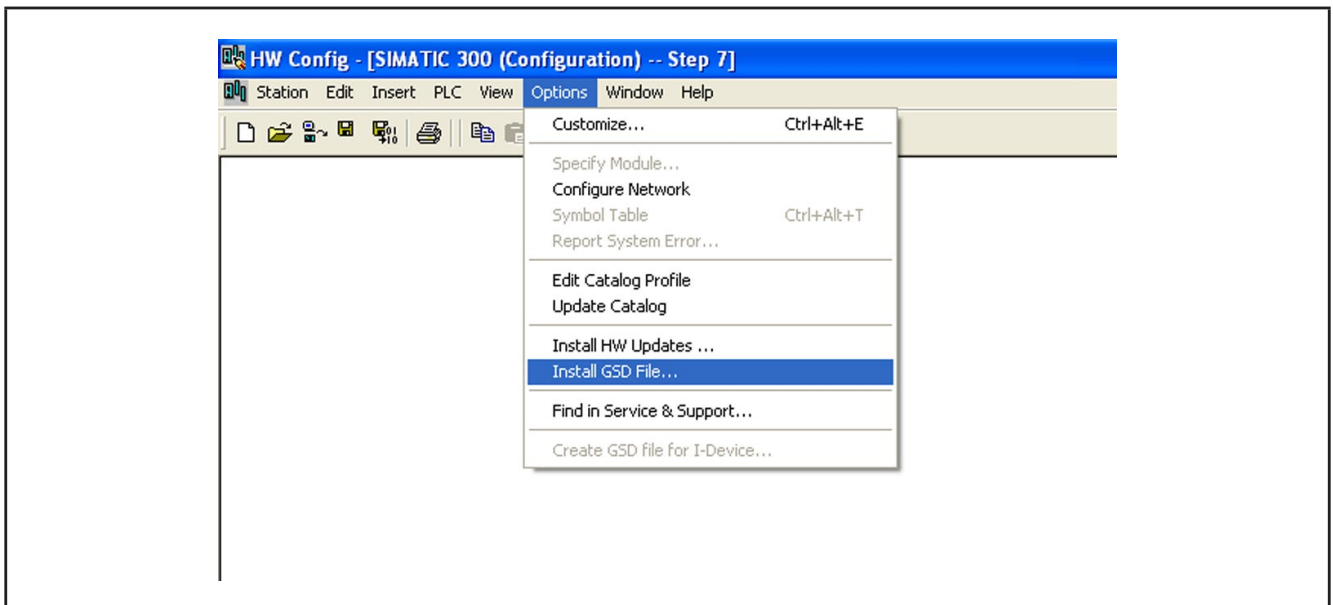 HW Config - [SIMATIC 300 (Configuration) -- Step 7]
Station Edit Insert PLC View Options Window Help
Customize... Ctrl+Alt+E
Specify Module...
Configure Network
Symbol Table Ctrl+Alt+T
Report System Error...
Edit Catalog Profile
Update Catalog
Install HW Updates ...
Install GSD File...
Find in Service & Support...
Create GSD file for I-Device...